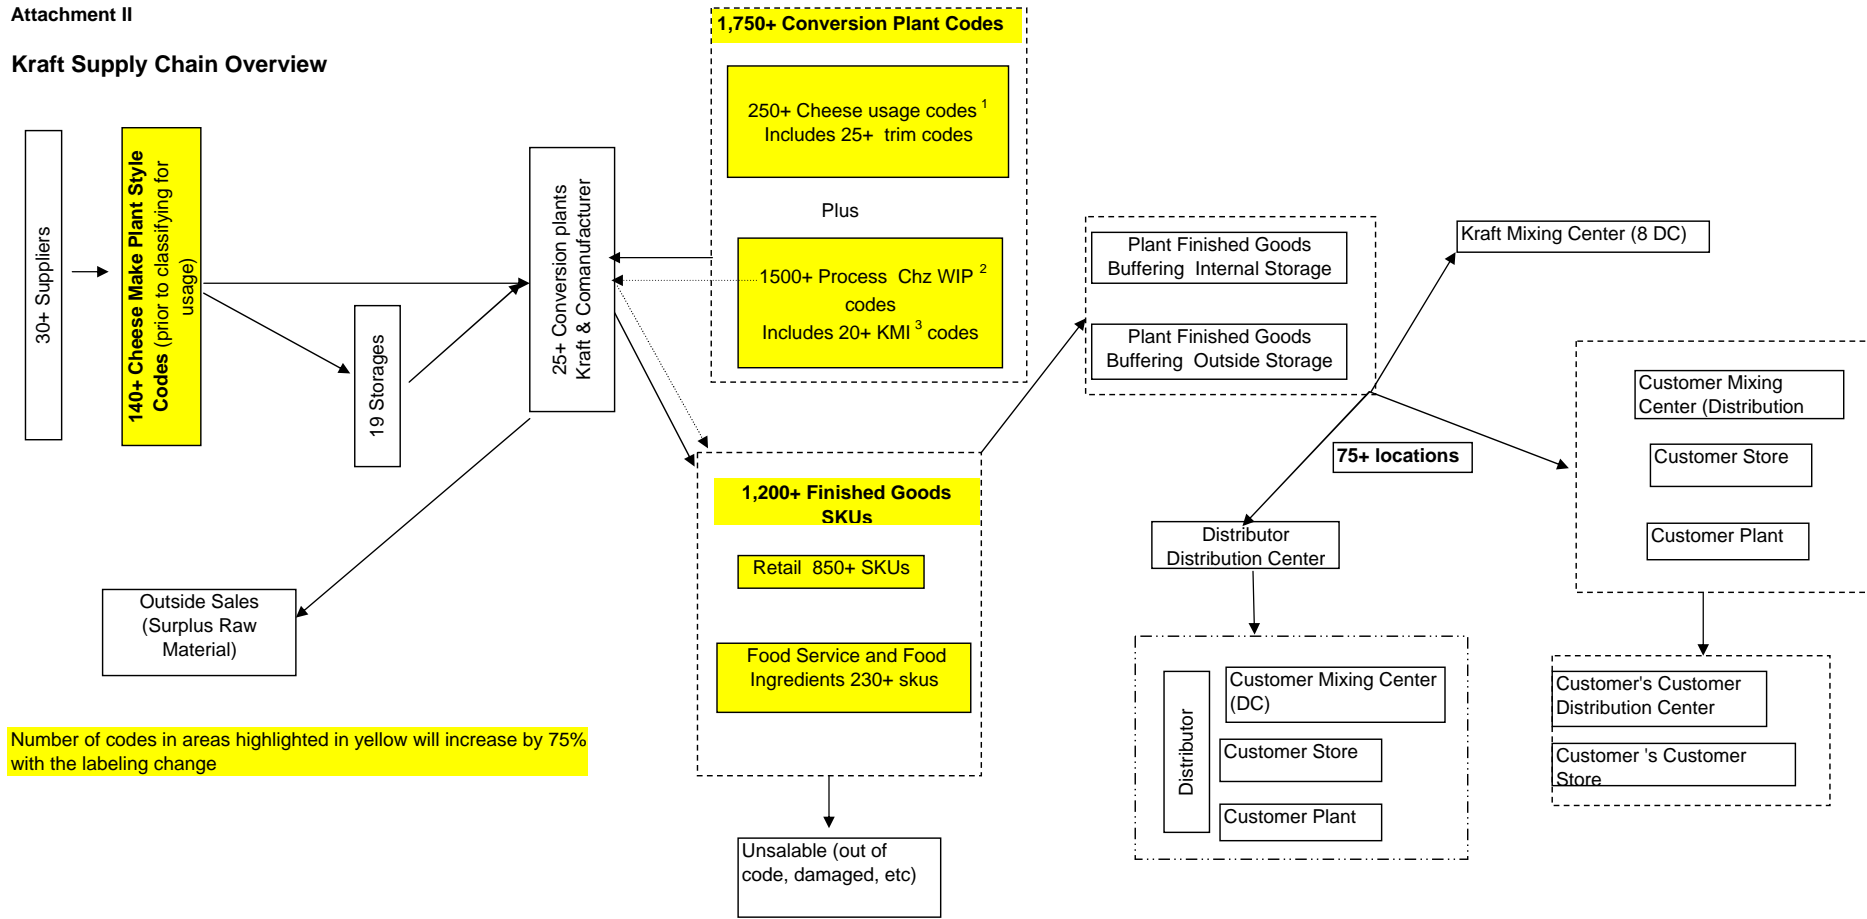 Attachment II
Kraft Supply Chain Overview
30+ Suppliers
140+ Cheese Make Plant Style
Codes (prior to classifying for
usage)
19 Storages
25+ Conversion plants
Kraft & Comanufacturer
1,750+ Conversion Plant Codes
250+ Cheese usage codes 1
Includes 25+ trim codes
Plus
1500+ Process Chz WIP 2
codes
Includes 20+ KMI 3 codes
Outside Sales
(Surplus Raw
Material)
Number of codes in areas highlighted in yellow will increase by 75%
with the labeling change
1,200+ Finished Goods
SKUs
Retail 850+ SKUs
Food Service and Food
Ingredients 230+ skus
Unsalable (out of
code, damaged, etc)
Plant Finished Goods
Buffering Internal Storage
Plant Finished Goods
Buffering Outside Storage
Kraft Mixing Center (8 DC)
75+ locations
Distributor
Distribution Center
Distributor
Customer Mixing Center
(DC)
Customer Store
Customer Plant
Customer Mixing
Center (Distribution
Customer Store
Customer Plant
Customer's Customer
Distribution Center
Customer 's Customer
Store